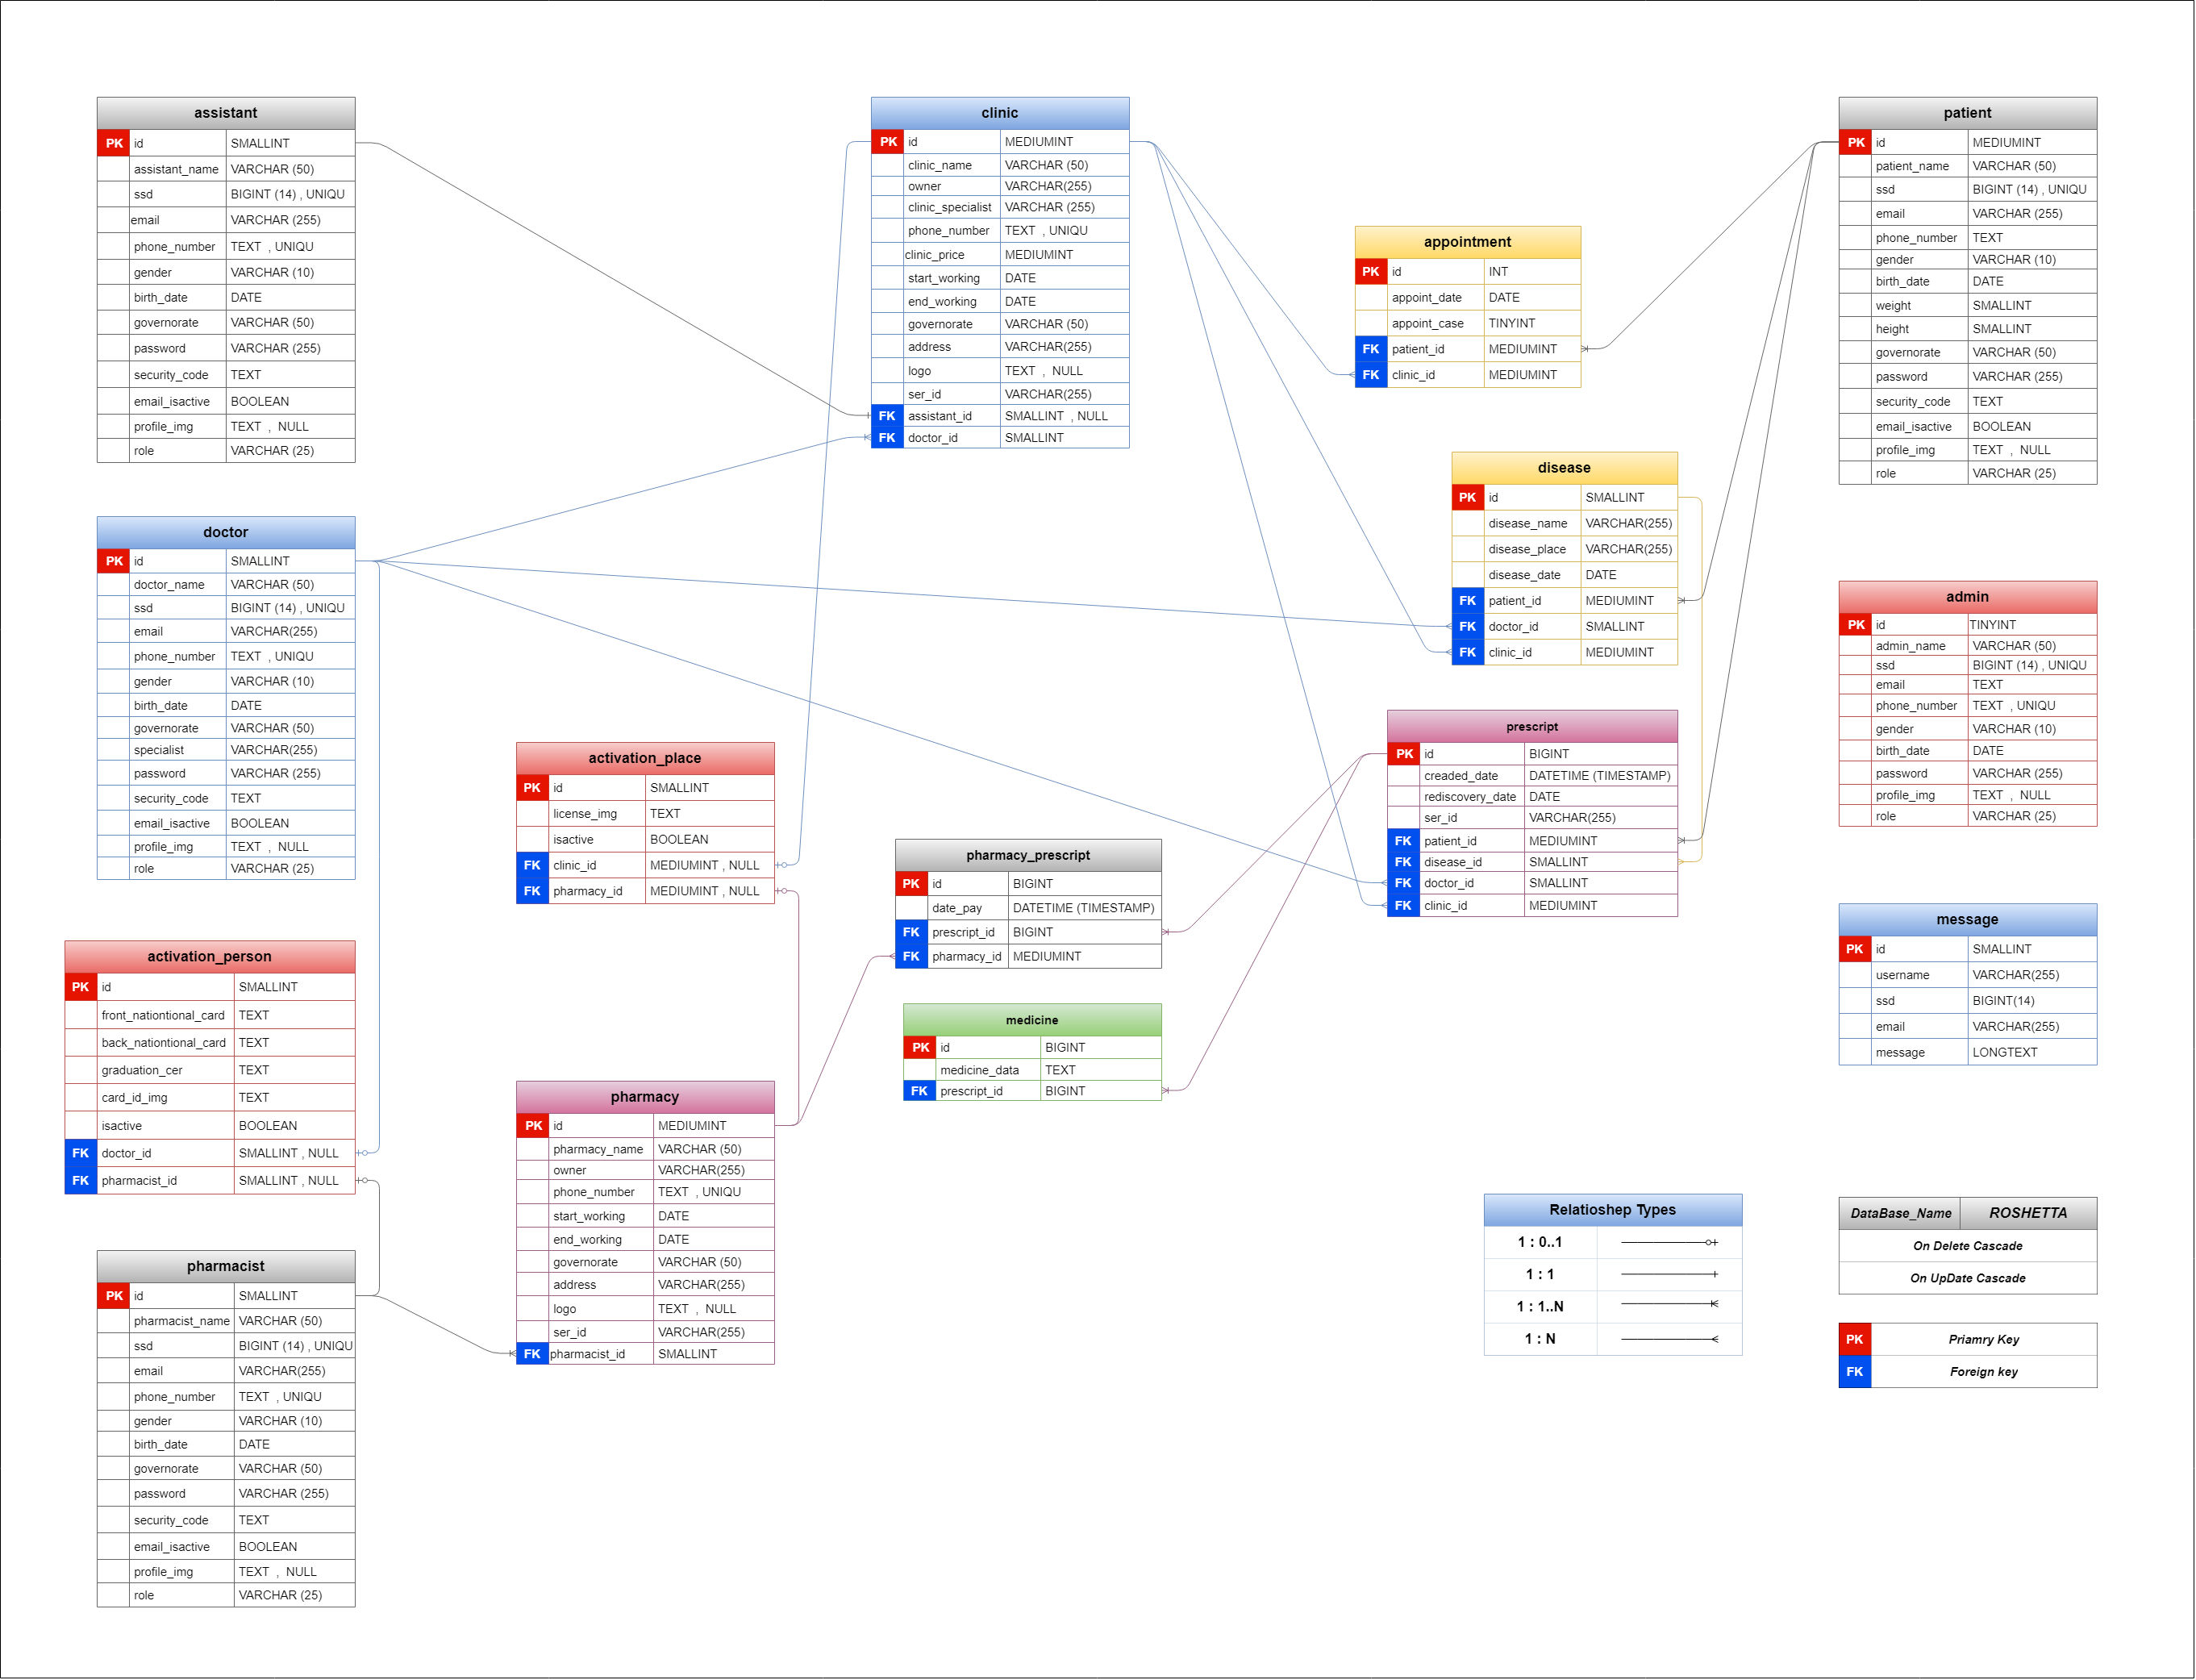 assistant
PK id SMALLINT
assistant_name VARCHAR (50)
ssd BIGINT (14) , UNIQU
email VARCHAR (255)
phone_number TEXT , UNIQU
gender VARCHAR (10)
birth_date DATE
governorate VARCHAR (50)
password VARCHAR (255)
security_code TEXT
email_isactive BOOLEAN
profile_img TEXT , NULL
role VARCHAR (25)
clinic
PK id MEDIUMINT
clinic_name VARCHAR (50)
owner VARCHAR(255)
clinic_specialist VARCHAR (255)
phone_number TEXT , UNIQU
clinic_price MEDIUMINT
start_working DATE
end_working DATE
governorate VARCHAR (50)
address VARCHAR(255)
logo TEXT , NULL
ser_id VARCHAR(255)
FK assistant_id SMALLINT , NULL
FK doctor_id SMALLINT
appointment
PK id INT
appoint_date DATE
appoint_case TINYINT
FK patient_id MEDIUMINT
FK clinic_id MEDIUMINT
patient
PK id MEDIUMINT
patient_name VARCHAR (50)
ssd BIGINT (14) , UNIQU
email VARCHAR (255)
phone_number TEXT
gender VARCHAR (10)
birth_date DATE
weight SMALLINT
height SMALLINT
governorate VARCHAR (50)
password VARCHAR (255)
security_code TEXT
email_isactive BOOLEAN
profile_img TEXT , NULL
role VARCHAR (25)
disease
PK id SMALLINT
disease_name VARCHAR(255)
disease_place VARCHAR(255)
disease_date DATE
FK patient_id MEDIUMINT
FK doctor_id SMALLINT
FK clinic_id MEDIUMINT
doctor
PK id SMALLINT
doctor_name VARCHAR (50)
ssd BIGINT (14) , UNIQU
email VARCHAR(255)
phone_number TEXT , UNIQU
gender VARCHAR (10)
birth_date DATE
governorate VARCHAR (50)
specialist VARCHAR(255)
password VARCHAR (255)
security_code TEXT
email_isactive BOOLEAN
profile_img TEXT , NULL
role VARCHAR (25)
admin
PK id TINYINT
admin_name VARCHAR (50)
ssd BIGINT (14) , UNIQU
email TEXT
phone_number TEXT , UNIQU
gender VARCHAR (10)
birth_date DATE
password VARCHAR (255)
profile_img TEXT , NULL
role VARCHAR (25)
activation_place
PK id SMALLINT
license_img TEXT
isactive BOOLEAN
FK clinic_id MEDIUMINT , NULL
FK pharmacy_id MEDIUMINT , NULL
prescript
PK id BIGINT
creaded_date DATETIME (TIMESTAMP)
rediscovery_date DATE
ser_id VARCHAR(255)
FK patient_id MEDIUMINT
FK disease_id SMALLINT
FK doctor_id SMALLINT
FK clinic_id MEDIUMINT
pharmacy_prescript
PK id BIGINT
date_pay DATETIME (TIMESTAMP)
FK prescript_id BIGINT
FK pharmacy_id MEDIUMINT
message
PK id SMALLINT
username VARCHAR(255)
ssd BIGINT(14)
email VARCHAR(255)
message LONGTEXT
activation_person
PK id SMALLINT
front_nationtional_card TEXT
back_nationtional_card TEXT
graduation_cer TEXT
card_id_img TEXT
isactive BOOLEAN
FK doctor_id SMALLINT , NULL
FK pharmacist_id SMALLINT , NULL
medicine
PK id BIGINT
medicine_data TEXT
FK prescript_id BIGINT
pharmacy
PK id MEDIUMINT
pharmacy_name VARCHAR (50)
owner VARCHAR(255)
phone_number TEXT , UNIQU
start_working DATE
end_working DATE
governorate VARCHAR (50)
address VARCHAR(255)
logo TEXT , NULL
ser_id VARCHAR(255)
FK pharmacist_id SMALLINT
pharmacist
PK id SMALLINT
pharmacist_name VARCHAR (50)
ssd BIGINT (14) , UNIQU
email VARCHAR(255)
phone_number TEXT , UNIQU
gender VARCHAR (10)
birth_date DATE
governorate VARCHAR (50)
password VARCHAR (255)
security_code TEXT
email_isactive BOOLEAN
profile_img TEXT , NULL
role VARCHAR (25)
Relatioshep Types
1 : 0..1
1 : 1
1 : 1..N
1 : N
DataBase_Name ROSHETTA
On Delete Cascade
On UpDate Cascade
PK Priamry Key
FK Foreign key